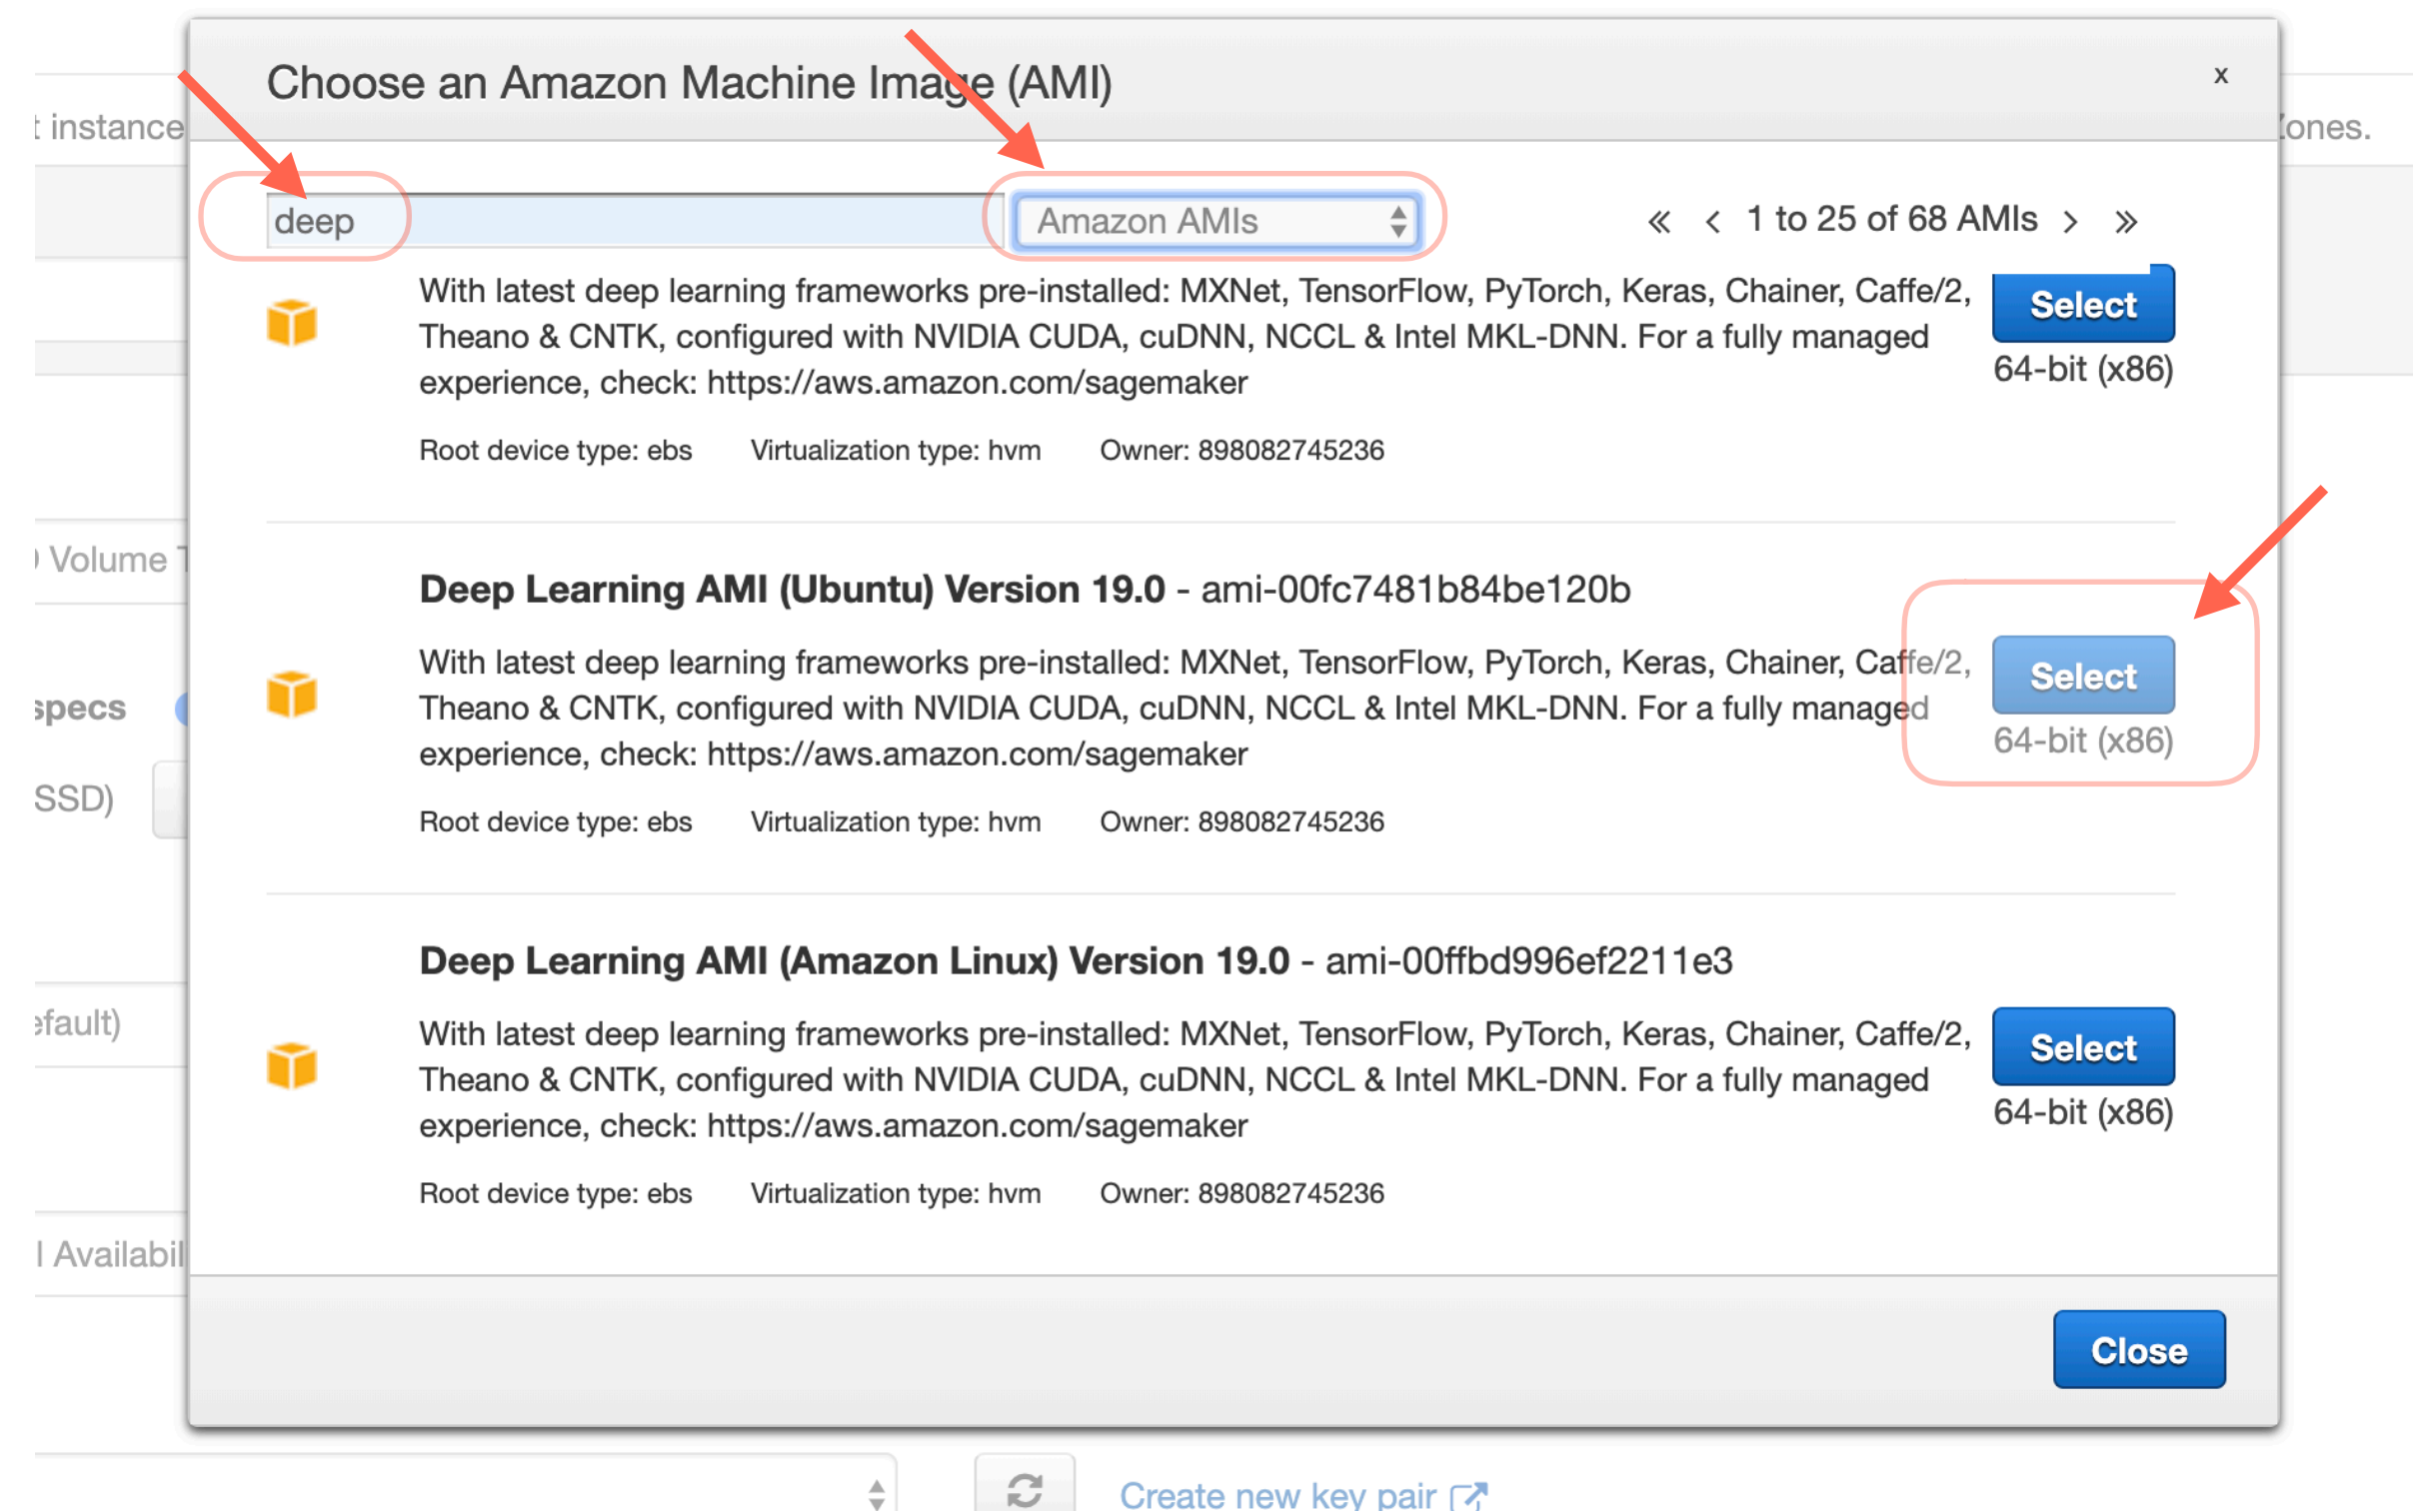 Choose an Amazon Machine Image (AMI)
x
t instance
Zones.
deep
Amazon AMIs
« < 1 to 25 of 68 AMIs > »
With latest deep learning frameworks pre-installed: MXNet, TensorFlow, PyTorch, Keras, Chainer, Caffe/2,
Theano & CNTK, configured with NVIDIA CUDA, cuDNN, NCCL & Intel MKL-DNN. For a fully managed
experience, check: https://aws.amazon.com/sagemaker
Select
64-bit (x86)
Root device type: ebs Virtualization type: hvm Owner: 898082745236
Volume T
Deep Learning AMI (Ubuntu) Version 19.0 - ami-00fc7481b84be120b
With latest deep learning frameworks pre-installed: MXNet, TensorFlow, PyTorch, Keras, Chainer, Caffe/2,
Theano & CNTK, configured with NVIDIA CUDA, cuDNN, NCCL & Intel MKL-DNN. For a fully managed
experience, check: https://aws.amazon.com/sagemaker
Select
64-bit (x86)
specs
SSD)
Root device type: ebs Virtualization type: hvm Owner: 898082745236
Deep Learning AMI (Amazon Linux) Version 19.0 - ami-00ffbd996ef2211e3
With latest deep learning frameworks pre-installed: MXNet, TensorFlow, PyTorch, Keras, Chainer, Caffe/2,
Theano & CNTK, configured with NVIDIA CUDA, cuDNN, NCCL & Intel MKL-DNN. For a fully managed
experience, check: https://aws.amazon.com/sagemaker
Select
64-bit (x86)
efault)
Root device type: ebs Virtualization type: hvm Owner: 898082745236
l Availabil
Close
Create new key pair